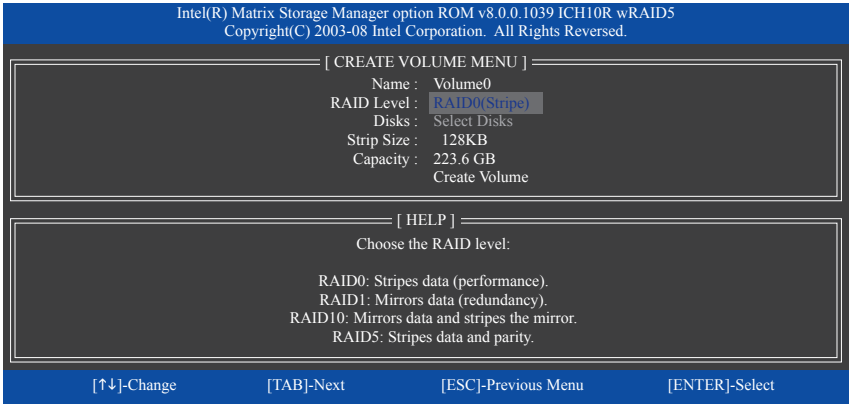 Intel(R) Matrix Storage Manager option ROM v8.0.0.1039 ICH10R wRAID5
Copyright(C) 2003-08 Intel Corporation.  All Rights Reversed.
[ CREATE VOLUME MENU ]
Name :   Volume0
RAID Level :   RAID0(Stripe)
Disks :   Select Disks
Strip Size :   128KB
Capacity :   223.6 GB
Create Volume
[ HELP ]
Choose the RAID level:
RAID0: Stripes data (performance).
RAID1: Mirrors data (redundancy).
RAID10: Mirrors data and stripes the mirror.
RAID5: Stripes data and parity.
[↑↓]-Change   [TAB]-Next   [ESC]-Previous Menu   [ENTER]-Select